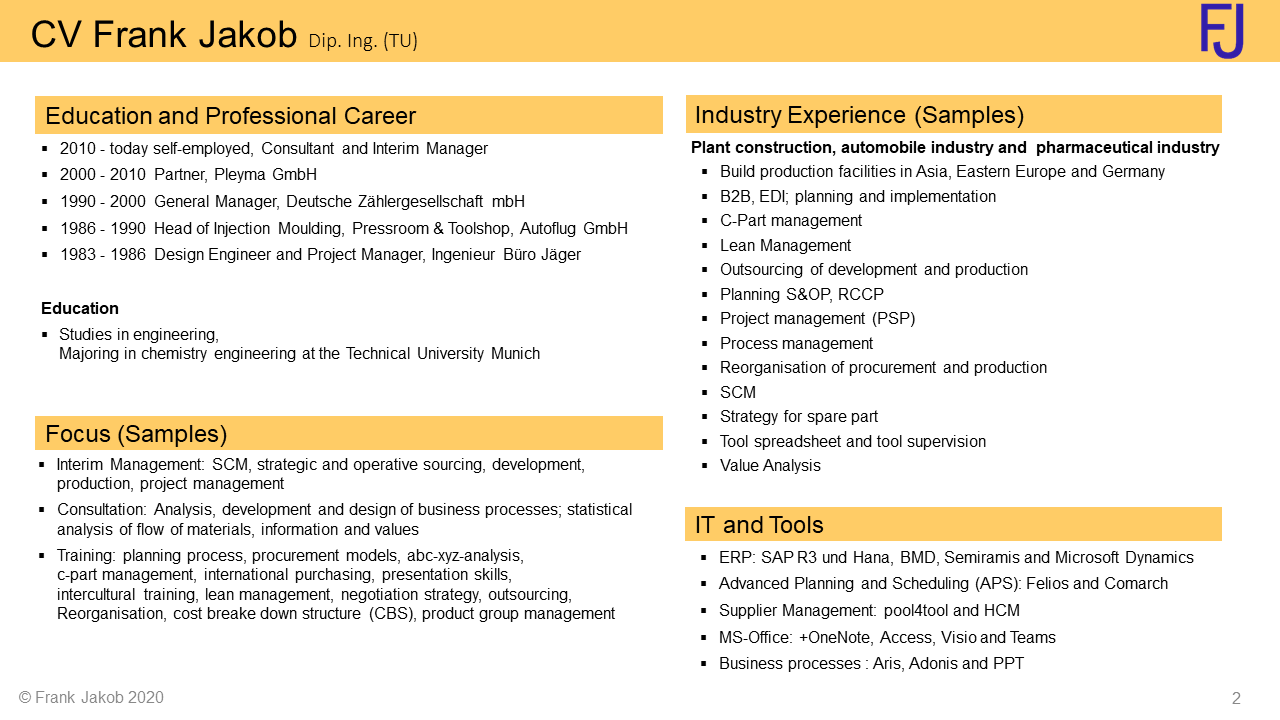 CV Frank Jakob Dip. Ing. (TU)
FJ
Education and Professional Career
▪ 2010 - today self-employed, Consultant and Interim Manager
▪ 2000 - 2010 Partner, Pleyma GmbH
▪ 1990 - 2000 General Manager, Deutsche Zählergesellschaft mbH
▪ 1986 - 1990 Head of Injection Moulding, Pressroom & Toolshop, Autoflug GmbH
▪ 1983 - 1986 Design Engineer and Project Manager, Ingenieur Büro Jäger
Education
▪ Studies in engineering,
Majoring in chemistry engineering at the Technical University Munich
Focus (Samples)
▪ Interim Management: SCM, strategic and operative sourcing, development,
production, project management
▪ Consultation: Analysis, development and design of business processes; statistical
analysis of flow of materials, information and values
▪ Training: planning process, procurement models, abc-xyz-analysis,
c-part management, international purchasing, presentation skills,
intercultural training, lean management, negotiation strategy, outsourcing,
Reorganisation, cost breake down structure (CBS), product group management
Industry Experience (Samples)
Plant construction, automobile industry and pharmaceutical industry
▪ Build production facilities in Asia, Eastern Europe and Germany
▪ B2B, EDI; planning and implementation
▪ C-Part management
▪ Lean Management
▪ Outsourcing of development and production
▪ Planning S&OP, RCCP
▪ Project management (PSP)
▪ Process management
▪ Reorganisation of procurement and production
▪ SCM
▪ Strategy for spare part
▪ Tool spreadsheet and tool supervision
▪ Value Analysis
IT and Tools
▪ ERP: SAP R3 und Hana, BMD, Semiramis and Microsoft Dynamics
▪ Advanced Planning and Scheduling (APS): Felios and Comarch
▪ Supplier Management: pool4tool and HCM
▪ MS-Office: +OneNote, Access, Visio and Teams
▪ Business processes : Aris, Adonis and PPT
© Frank Jakob 2020
2